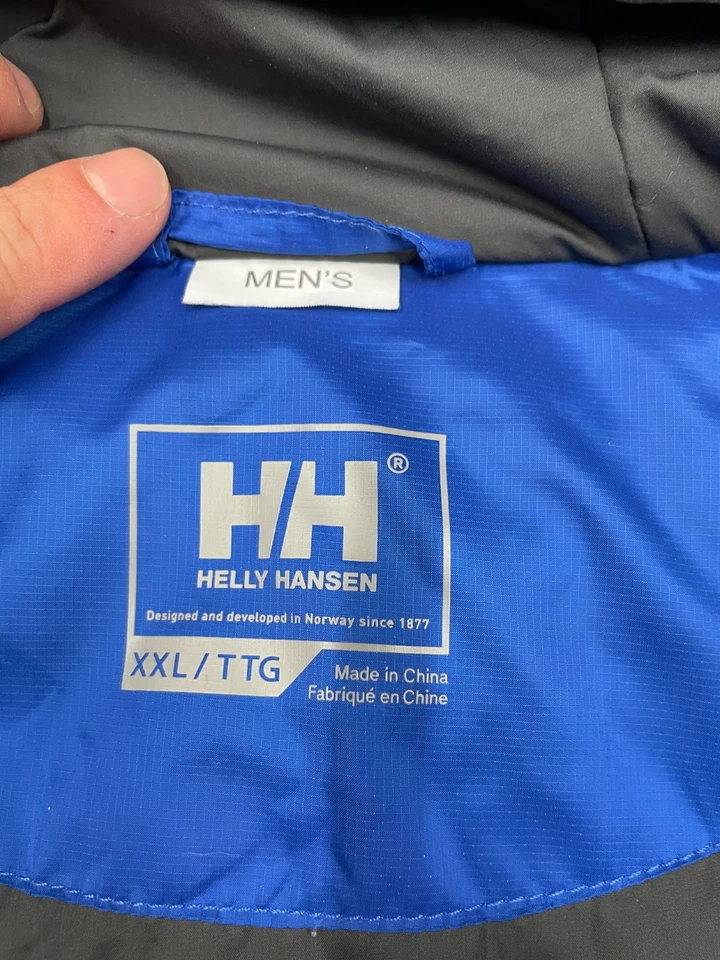 MEN'S
HH®
HELLY HANSEN
Designed and developed in Norway since 1877
XXL/TTG
Made in China
Fabriqué en Chine